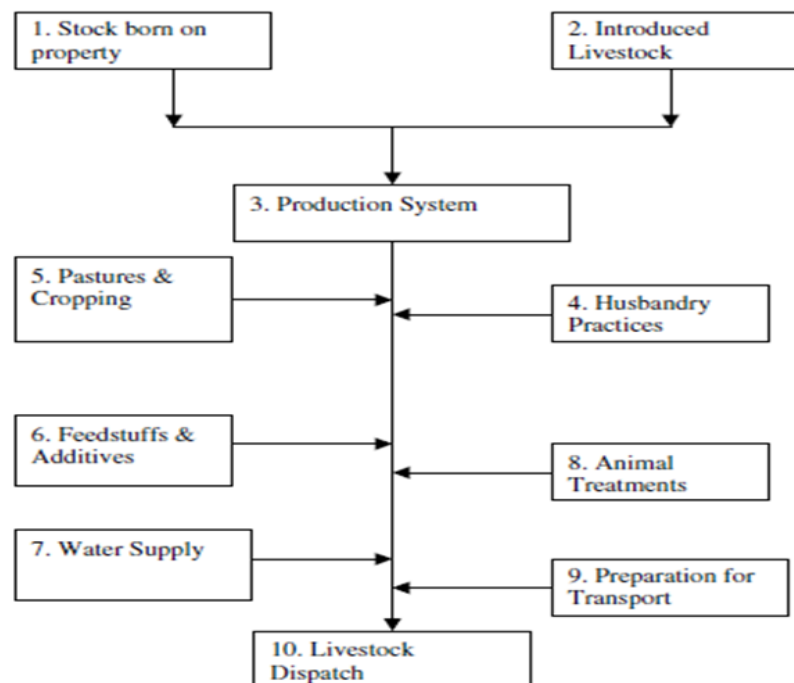 1. Stock born on
property
2. Introduced
Livestock
3. Production System
5. Pastures &
Cropping
4. Husbandry
Practices
6. Feedstuffs &
Additives
8. Animal
Treatments
7. Water Supply
9. Preparation for
Transport
10. Livestock
Dispatch